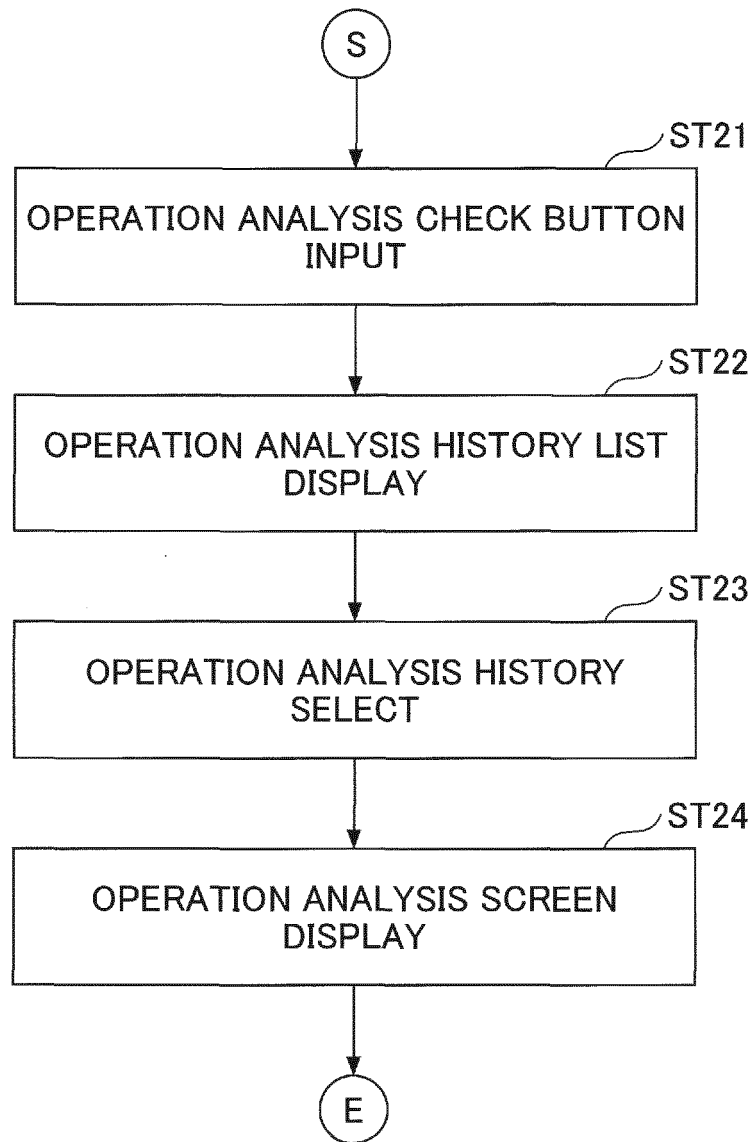 S
ST21
OPERATION ANALYSIS CHECK BUTTON
INPUT
ST22
OPERATION ANALYSIS HISTORY LIST
DISPLAY
ST23
OPERATION ANALYSIS HISTORY
SELECT
ST24
OPERATION ANALYSIS SCREEN
DISPLAY
E